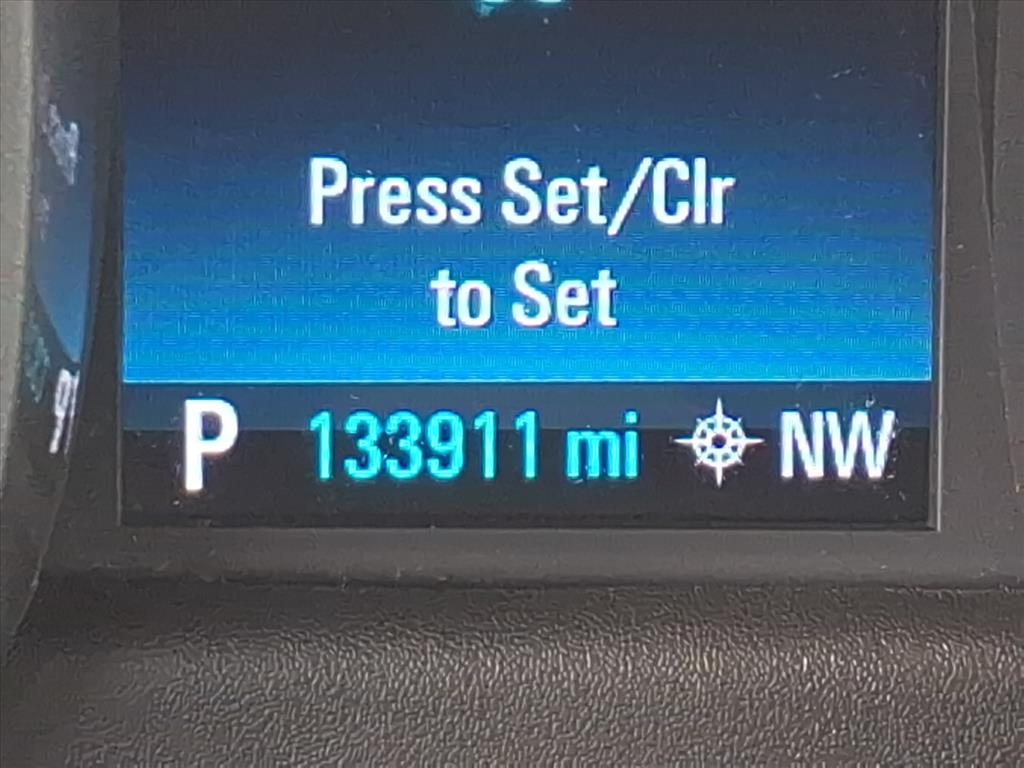 Press Set/Clr
to Set
P 133911 mi NW